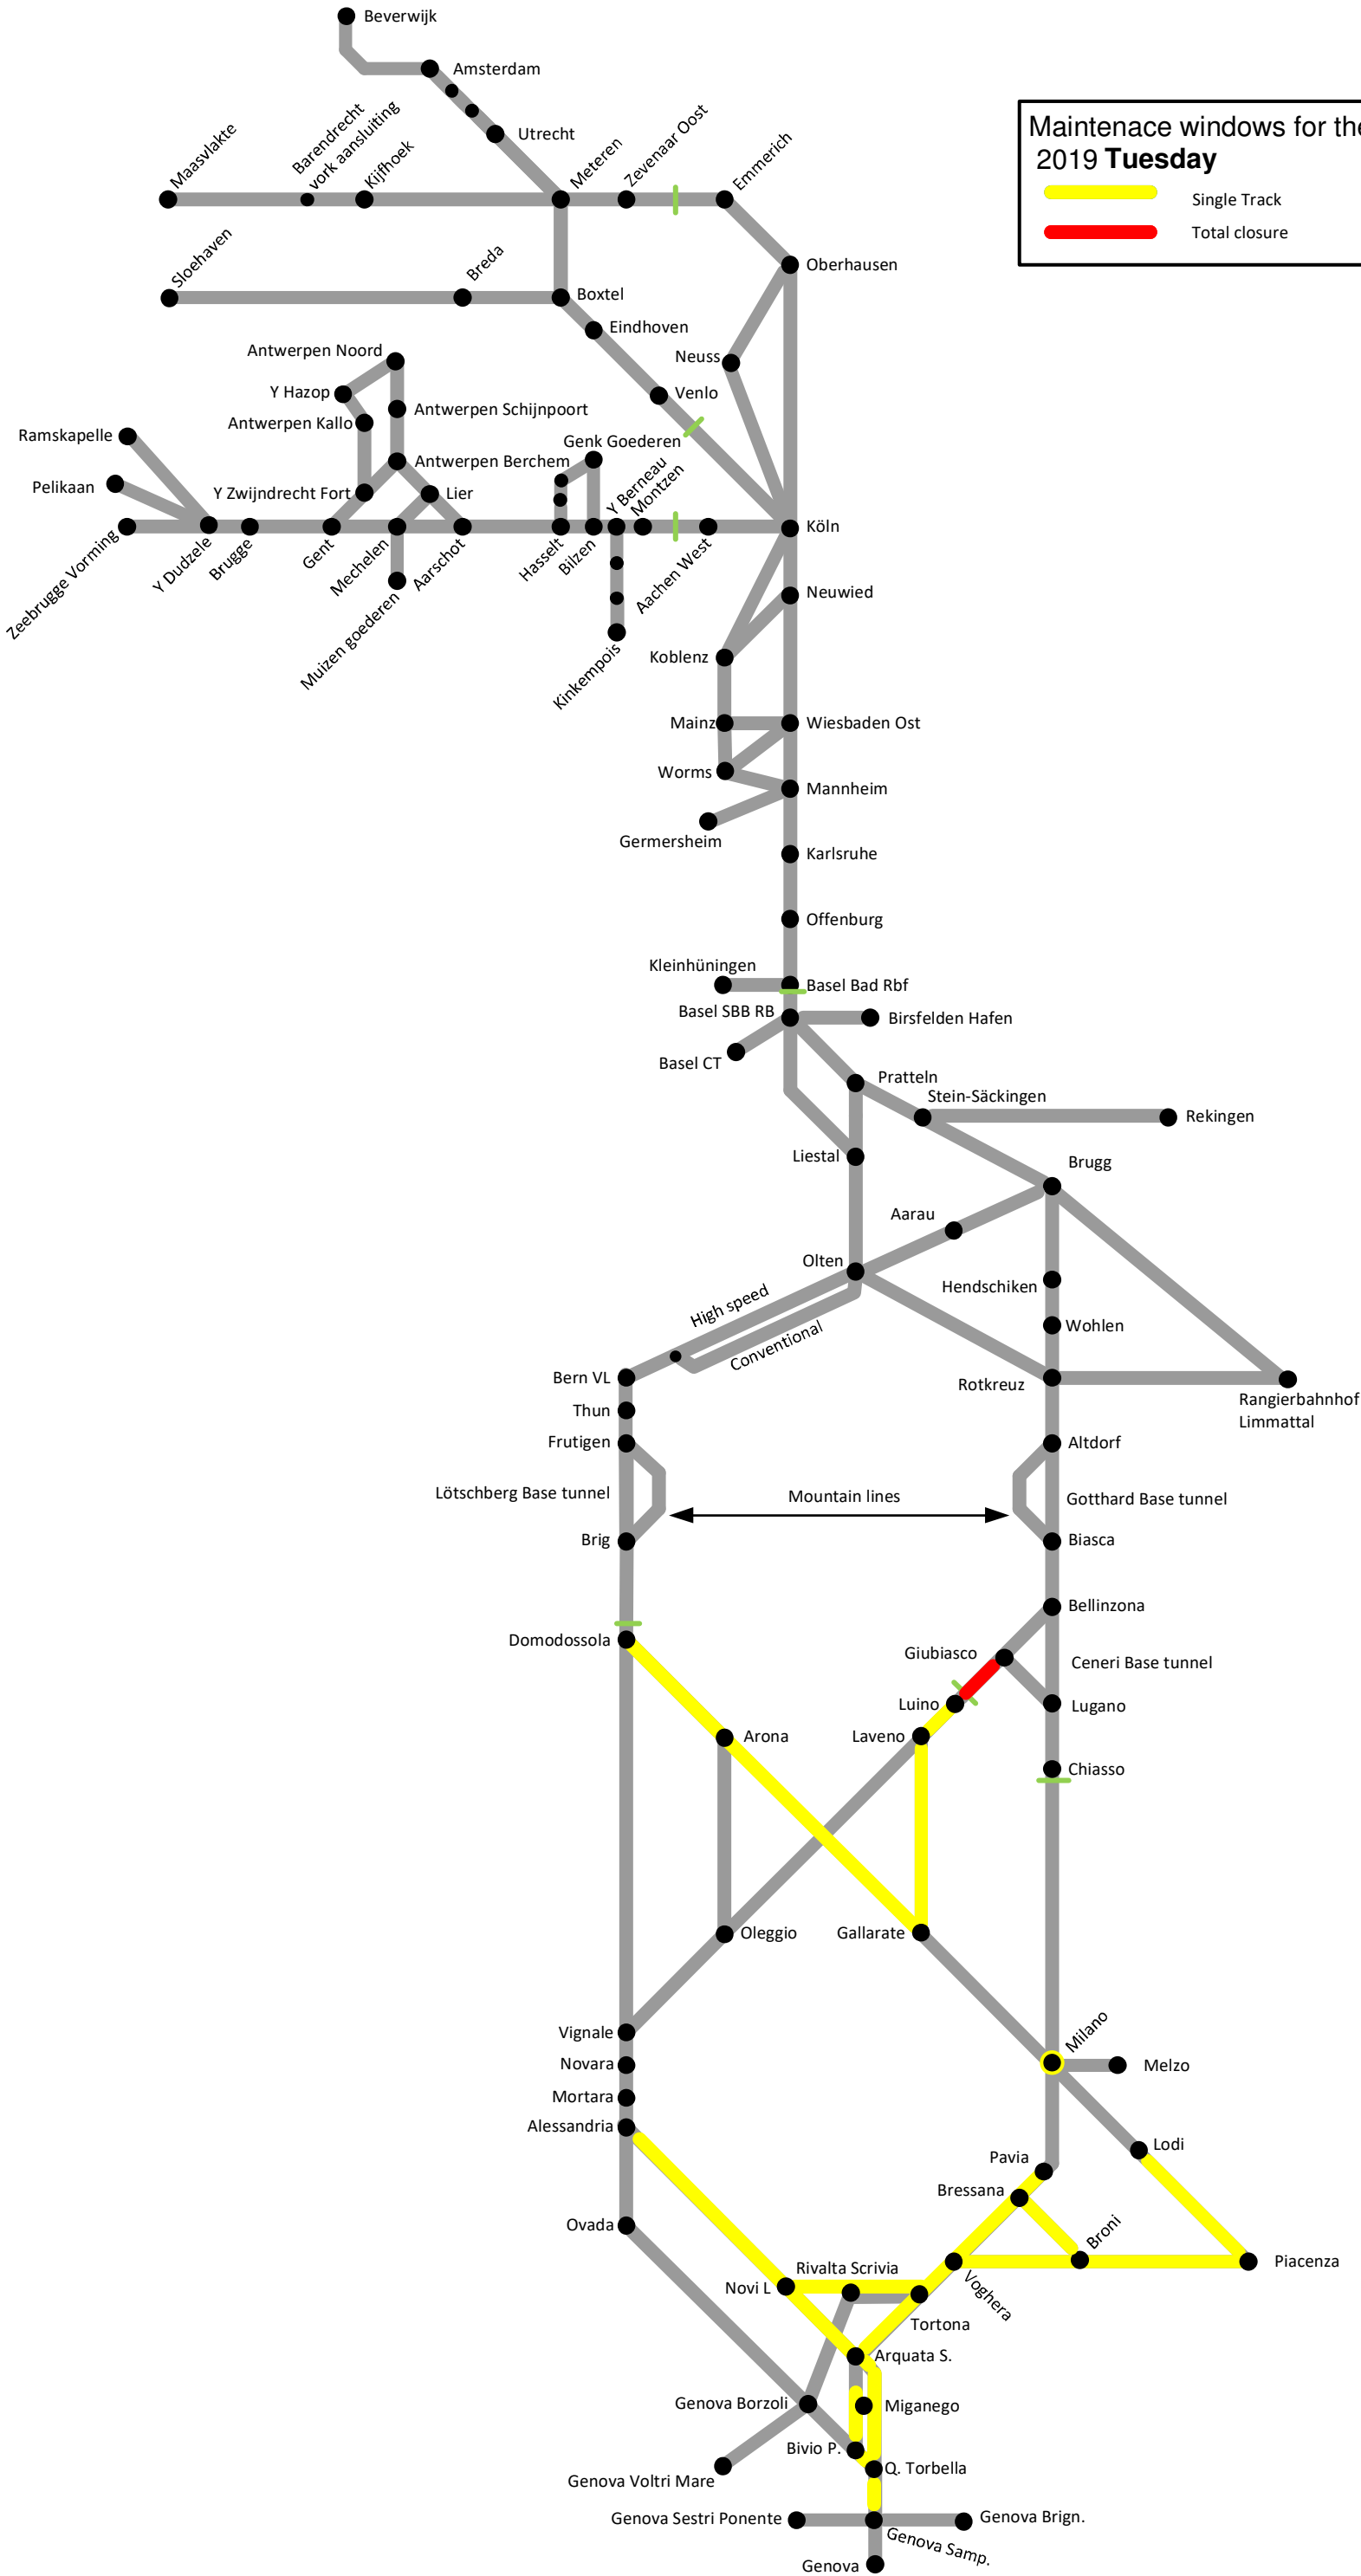 Beverwijk
Amsterdam
Utrecht
Maasvlakte
Barendrecht
vork aansluiting
Kijfhoek
Meteren
Zevenaar Oost
Emmerich
Maintenace windows for the
2019 Tuesday
Single Track
Total closure
Sloehaven
Breda
Boxtel
Oberhausen
Eindhoven
Antwerpen Noord
Neuss
Y Hazop
Venlo
Antwerpen Schijnpoort
Antwerpen Kallo
Ramskapelle
Genk Goederen
Antwerpen Berchem
Pelikaan
Y Zwijndrecht Fort
Lier
Y Berneau
Montzen
Köln
Zeebrugge Vorming
Y Dudzele
Brugge
Gent
Mechelen
Aarschot
Hasselt
Bilzen
Aachen West
Muizen goederen
Kinkempois
Neuwied
Koblenz
Mainz
Wiesbaden Ost
Worms
Mannheim
Germersheim
Karlsruhe
Offenburg
Kleinhüningen
Basel Bad Rbf
Basel SBB RB
Birsfelden Hafen
Basel CT
Pratteln
Stein-Säckingen
Rekingen
Liestal
Brugg
Aarau
Olten
Hendschiken
High speed
Conventional
Wohlen
Bern VL
Rotkreuz
Rangierbahnhof
Limmattal
Thun
Frutigen
Altdorf
Lötschberg Base tunnel
Mountain lines
Gotthard Base tunnel
Brig
Biasca
Bellinzona
Domodossola
Giubiasco
Ceneri Base tunnel
Luino
Lugano
Arona
Laveno
Chiasso
Oleggio
Gallarate
Vignale
Milano
Novara
Melzo
Mortara
Alessandria
Lodi
Pavia
Bressana
Ovada
Broni
Rivalta Scrivia
Piacenza
Novi L
Voghera
Tortona
Arquata S.
Genova Borzoli
Miganego
Bivio P.
Q. Torbella
Genova Voltri Mare
Genova Sestri Ponente
Genova Brign.
Genova Samp.
Genova